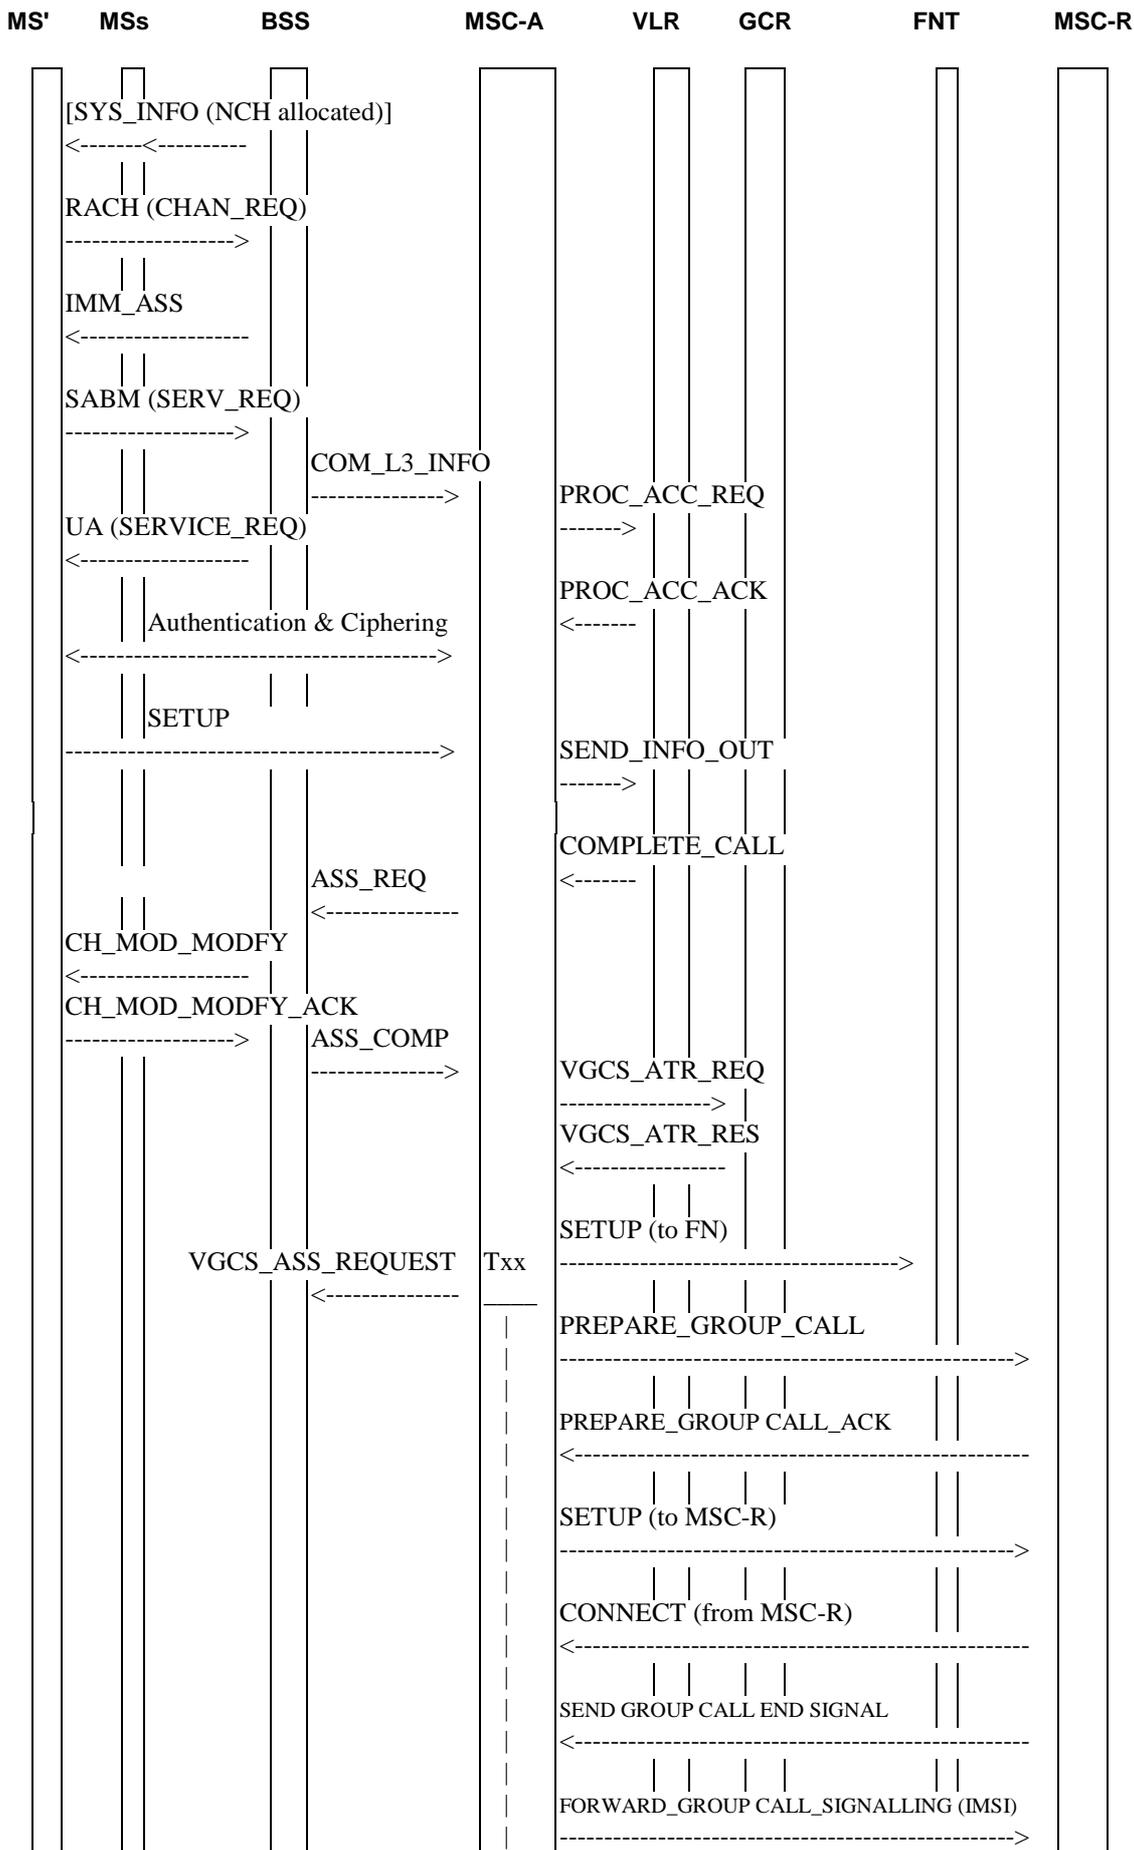 MS' MSs BSS MSC-A VLR GCR FNT MSC-R
[SYS_INFO (NCH allocated)]
<-------<----------
RACH (CHAN_REQ)
------------------->
IMM_ASS
<-------------------
SABM (SERV_REQ)
------------------->
COM_L3_INFO
---------------> PROC_ACC_REQ
UA (SERVICE_REQ) ------->
<-------------------
PROC_ACC_ACK
Authentication & Ciphering <-------
<---------------------------------------->
SETUP
-----------------------------------------> SEND_INFO_OUT
------->
COMPLETE_CALL
ASS_REQ <-------
<---------------
CH_MOD_MODFY
<-------------------
CH_MOD_MODFY_ACK
-------------------> ASS_COMP
---------------> VGCS_ATR_REQ
----------------->
VGCS_ATR_RES
<-----------------
SETUP (to FN)
VGCS_ASS_REQUEST Txx -------------------------------------->
<--------------- ____
PREPARE_GROUP_CALL
--------------------------------------------------->
PREPARE_GROUP CALL_ACK
<---------------------------------------------------
SETUP (to MSC-R)
--------------------------------------------------->
CONNECT (from MSC-R)
<---------------------------------------------------
SEND GROUP CALL END SIGNAL
<---------------------------------------------------
FORWARD_GROUP CALL_SIGNALLING (IMSI)
--------------------------------------------------->